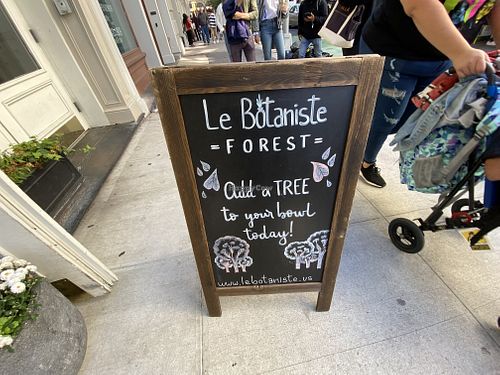 Le Botaniste
= FOREST =
add a TREE
to your bowl
today!
www.lebotaniste.us